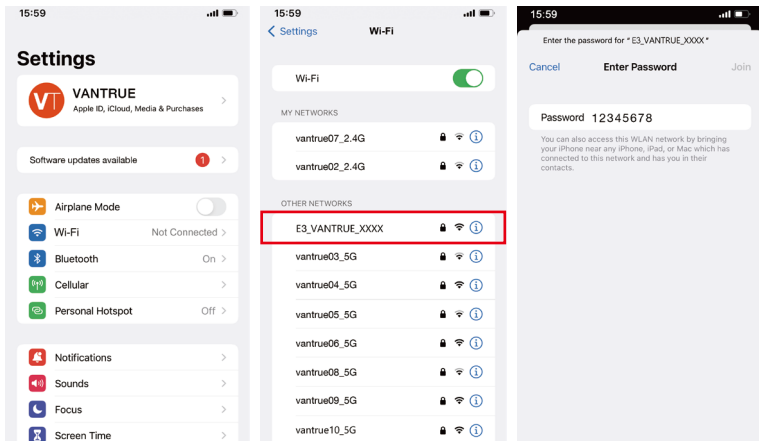 15:59
Settings
VT
VANTRUE
Apple ID, iCloud, Media & Purchases
Software updates available
1
Airplane Mode
Wi-Fi
Not Connected
Bluetooth
On
Cellular
Personal Hotspot
Off
Notifications
Sounds
Focus
Screen Time
15:59
Settings
Wi-Fi
Wi-Fi
MY NETWORKS
vantrue07_2.4G
vantrue02_2.4G
OTHER NETWORKS
E3_VANTRUE_XXXX
vantrue03_5G
vantrue04_5G
vantrue05_5G
vantrue06_5G
vantrue08_5G
vantrue09_5G
vantrue10_5G
15:59
Enter the password for " E3_VANTRUE_XXXX "
Cancel
Enter Password
Join
Password 12345678
You can also access this WLAN network by bringing
your iPhone near any iPhone, iPad, or Mac which has
connected to this network and has you in their
contacts.